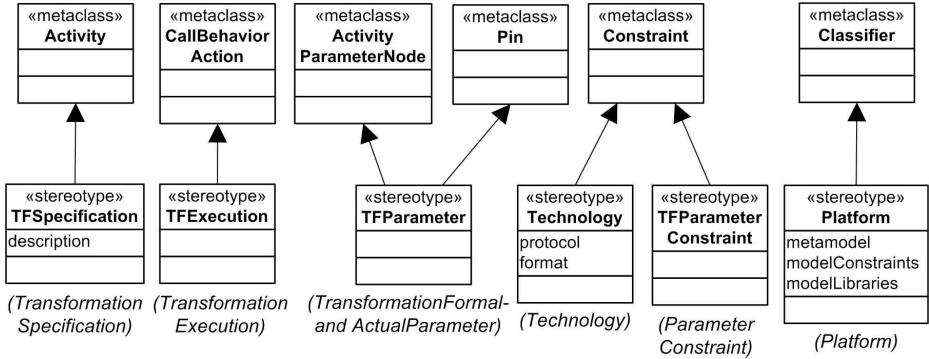 «metaclass»
Activity
«metaclass»
CallBehavior
Action
«metaclass»
Activity
ParameterNode
«metaclass»
Pin
«metaclass»
Constraint
«metaclass»
Classifier
«stereotype»
TFSpecification
description
(Transformation
Specification)
«stereotype»
TFExecution
(Transformation
Execution)
«stereotype»
TFParameter
(TransformationFormal-
and ActualParameter)
«stereotype»
Technology
protocol
format
(Technology)
«stereotype»
TFParameter
Constraint
(Parameter
Constraint)
«stereotype»
Platform
metamodel
modelConstraints
modelLibraries
(Platform)